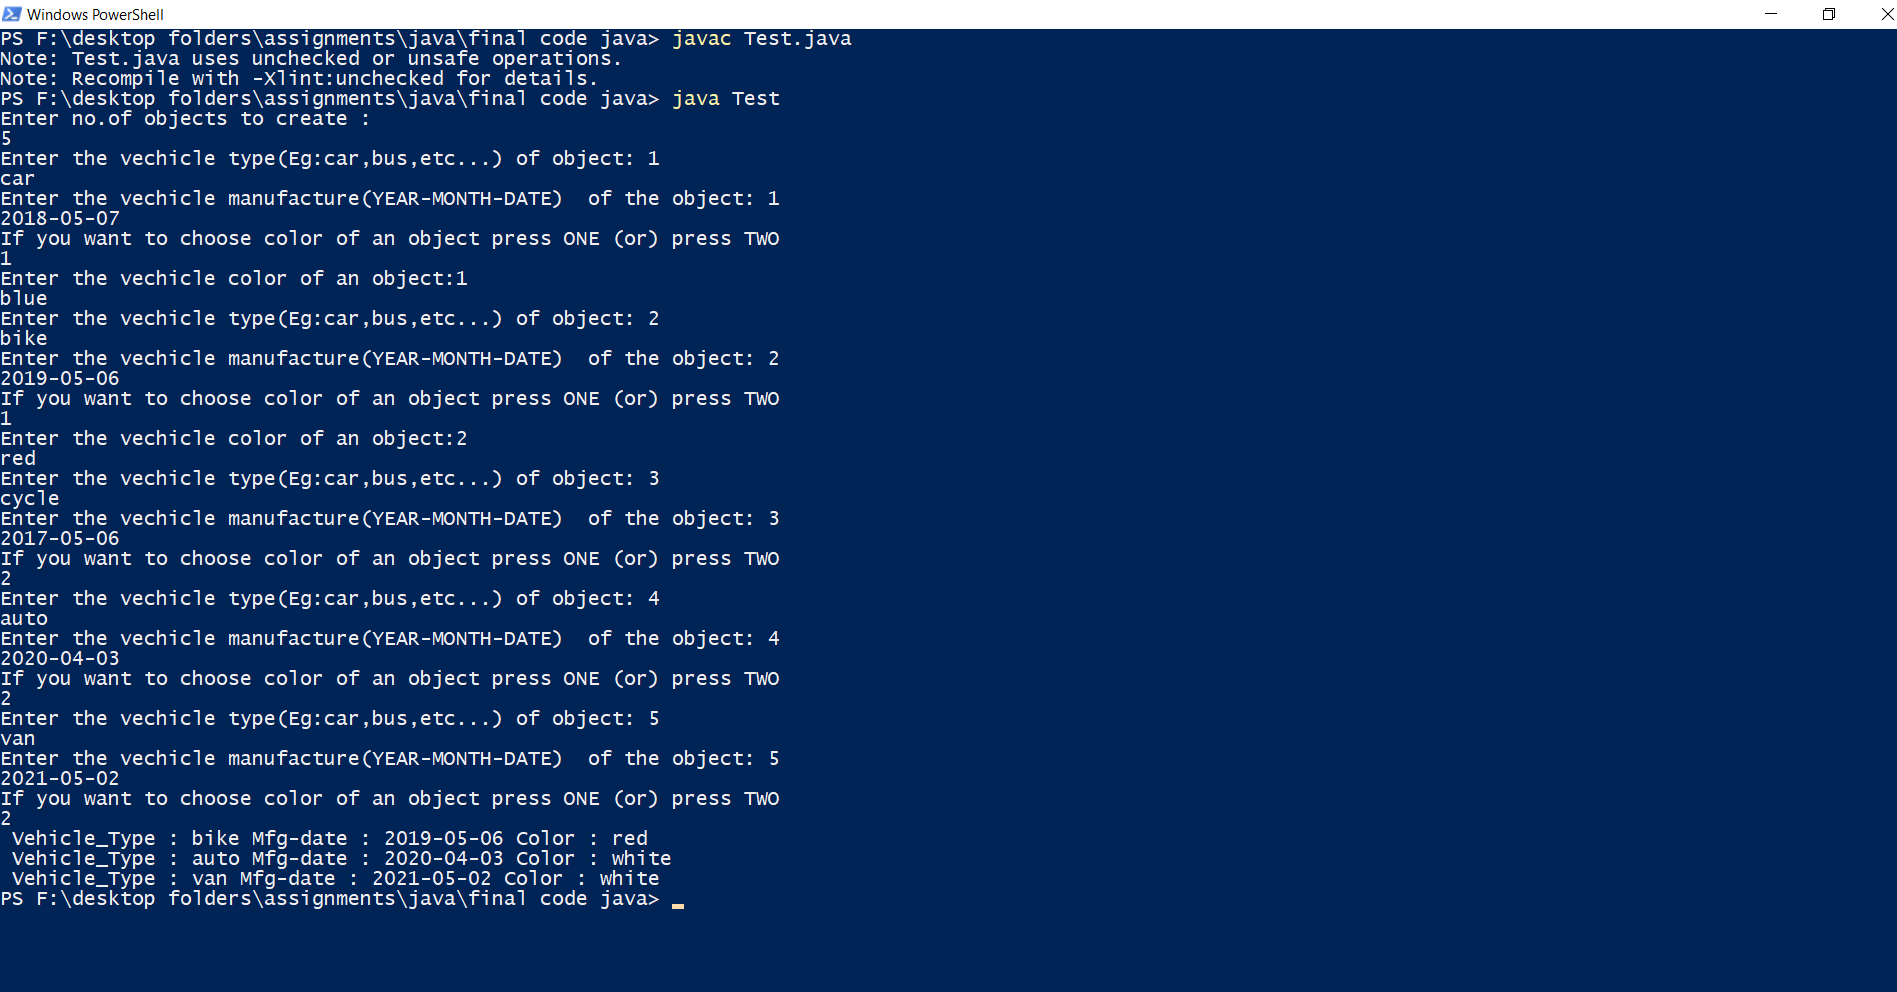 Windows PowerShell
PS F:\desktop folders\assignments\java\final code java> javac Test.java
Note: Test.java uses unchecked or unsafe operations.
Note: Recompile with -Xlint:unchecked for details.
PS F:\desktop folders\assignments\java\final code java> java Test
Enter no.of objects to create :
5
Enter the vechicle type(Eg:car,bus,etc...) of object: 1
car
Enter the vechicle manufacture(YEAR-MONTH-DATE)  of the object: 1
2018-05-07
If you want to choose color of an object press ONE (or) press TWO
1
Enter the vechicle color of an object:1
blue
Enter the vechicle type(Eg:car,bus,etc...) of object: 2
bike
Enter the vechicle manufacture(YEAR-MONTH-DATE)  of the object: 2
2019-05-06
If you want to choose color of an object press ONE (or) press TWO
1
Enter the vechicle color of an object:2
red
Enter the vechicle type(Eg:car,bus,etc...) of object: 3
cycle
Enter the vechicle manufacture(YEAR-MONTH-DATE)  of the object: 3
2017-05-06
If you want to choose color of an object press ONE (or) press TWO
2
Enter the vechicle type(Eg:car,bus,etc...) of object: 4
auto
Enter the vechicle manufacture(YEAR-MONTH-DATE)  of the object: 4
2020-04-03
If you want to choose color of an object press ONE (or) press TWO
2
Enter the vechicle type(Eg:car,bus,etc...) of object: 5
van
Enter the vechicle manufacture(YEAR-MONTH-DATE)  of the object: 5
2021-05-02
If you want to choose color of an object press ONE (or) press TWO
2
 Vehicle_Type : bike Mfg-date : 2019-05-06 Color : red
 Vehicle_Type : auto Mfg-date : 2020-04-03 Color : white
 Vehicle_Type : van Mfg-date : 2021-05-02 Color : white
PS F:\desktop folders\assignments\java\final code java>